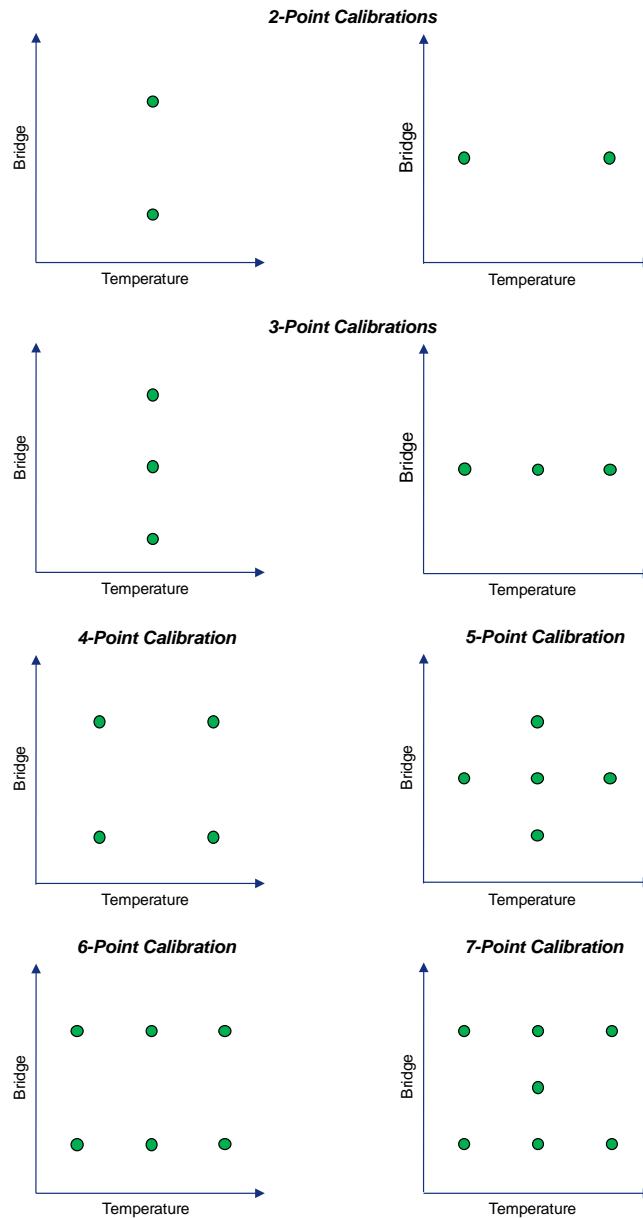 2-Point Calibrations
Bridge
Temperature
Bridge
Temperature
3-Point Calibrations
Bridge
Temperature
Bridge
Temperature
4-Point Calibration
Bridge
Temperature
5-Point Calibration
Bridge
Temperature
6-Point Calibration
Bridge
Temperature
7-Point Calibration
Bridge
Temperature